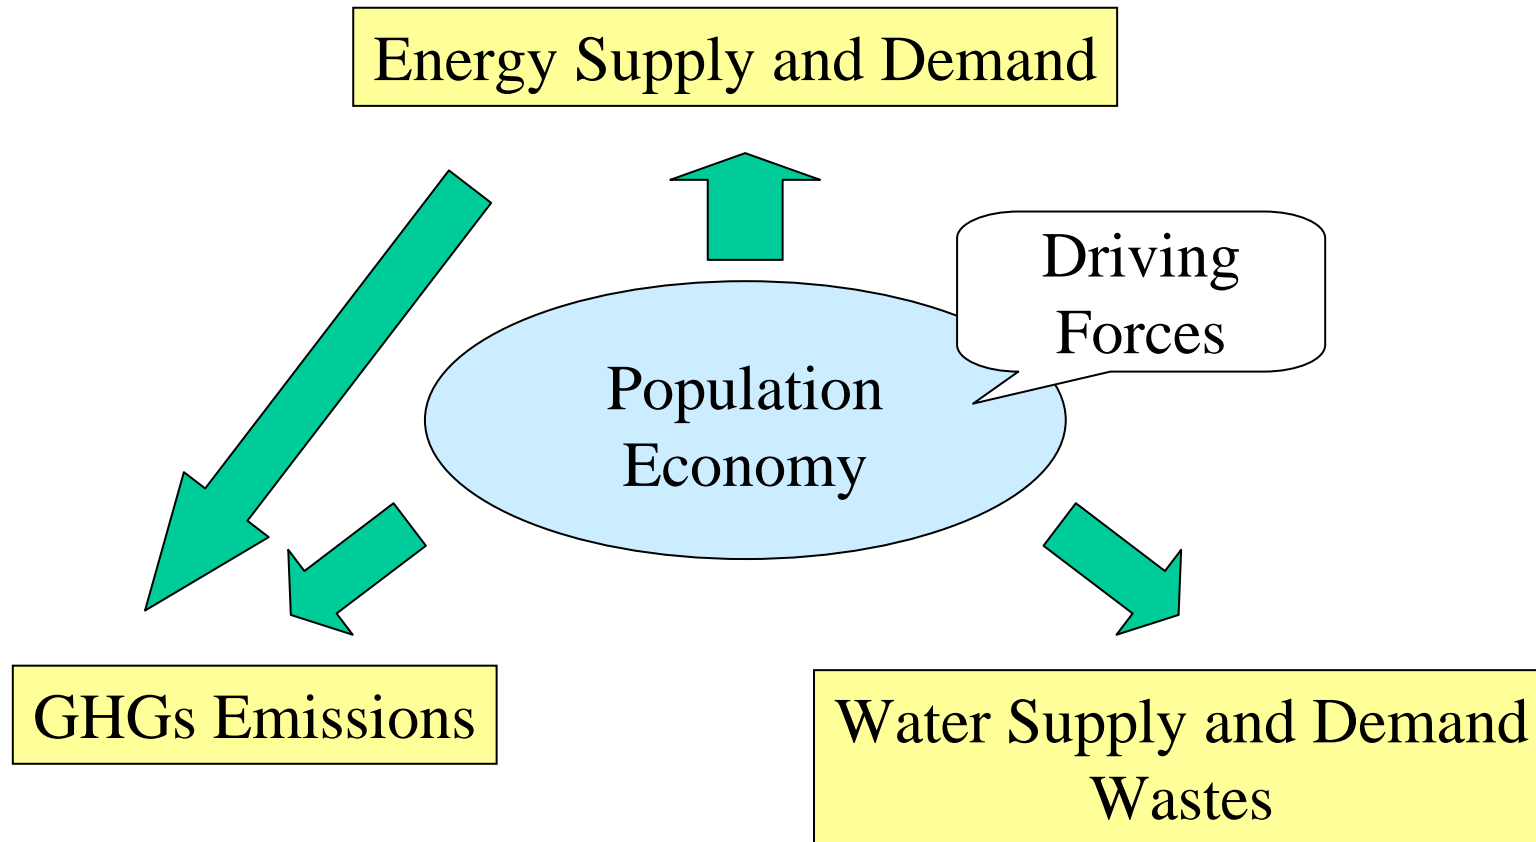 Energy Supply and Demand
Driving
Forces
Population
Economy
GHGs Emissions
Water Supply and Demand
Wastes